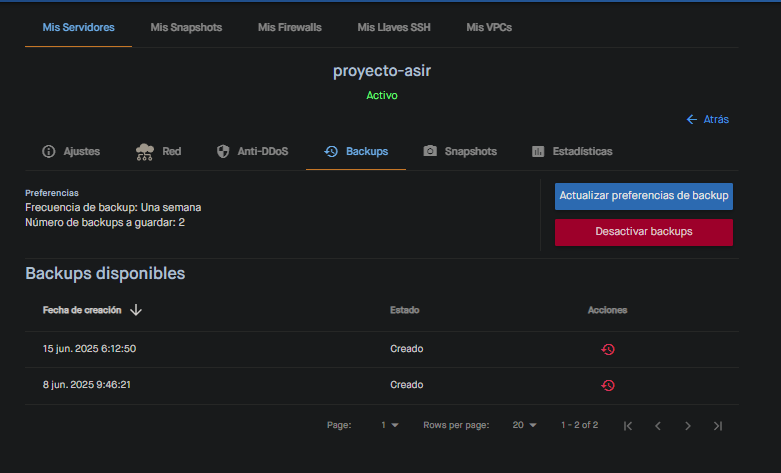 Mis Servidores Mis Snapshots Mis Firewalls Mis Llaves SSH Mis VPCs
proyecto-asir
Activo
Atrás
Ajustes Red Anti-DDoS Backups Snapshots Estadísticas
Preferencias
Frecuencia de backup: Una semana
Número de backups a guardar: 2
Actualizar preferencias de backup
Desactivar backups
Backups disponibles
Fecha de creación Estado Acciones
15 jun. 2025 6:12:50 Creado
8 jun. 2025 9:46:21 Creado
Page: 1 Rows per page: 20 1 - 2 of 2